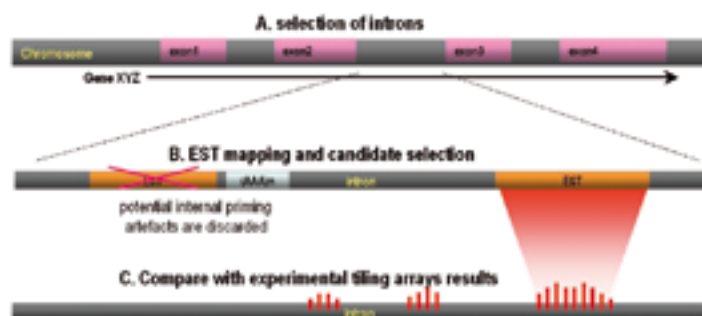 A. selection of introns
Chromosome exon1 exon2 exon3 exon4
Gene XYZ
B. EST mapping and candidate selection
intron EST
potential internal priming
artefacts are discarded
C. Compare with experimental tiling arrays results
intron